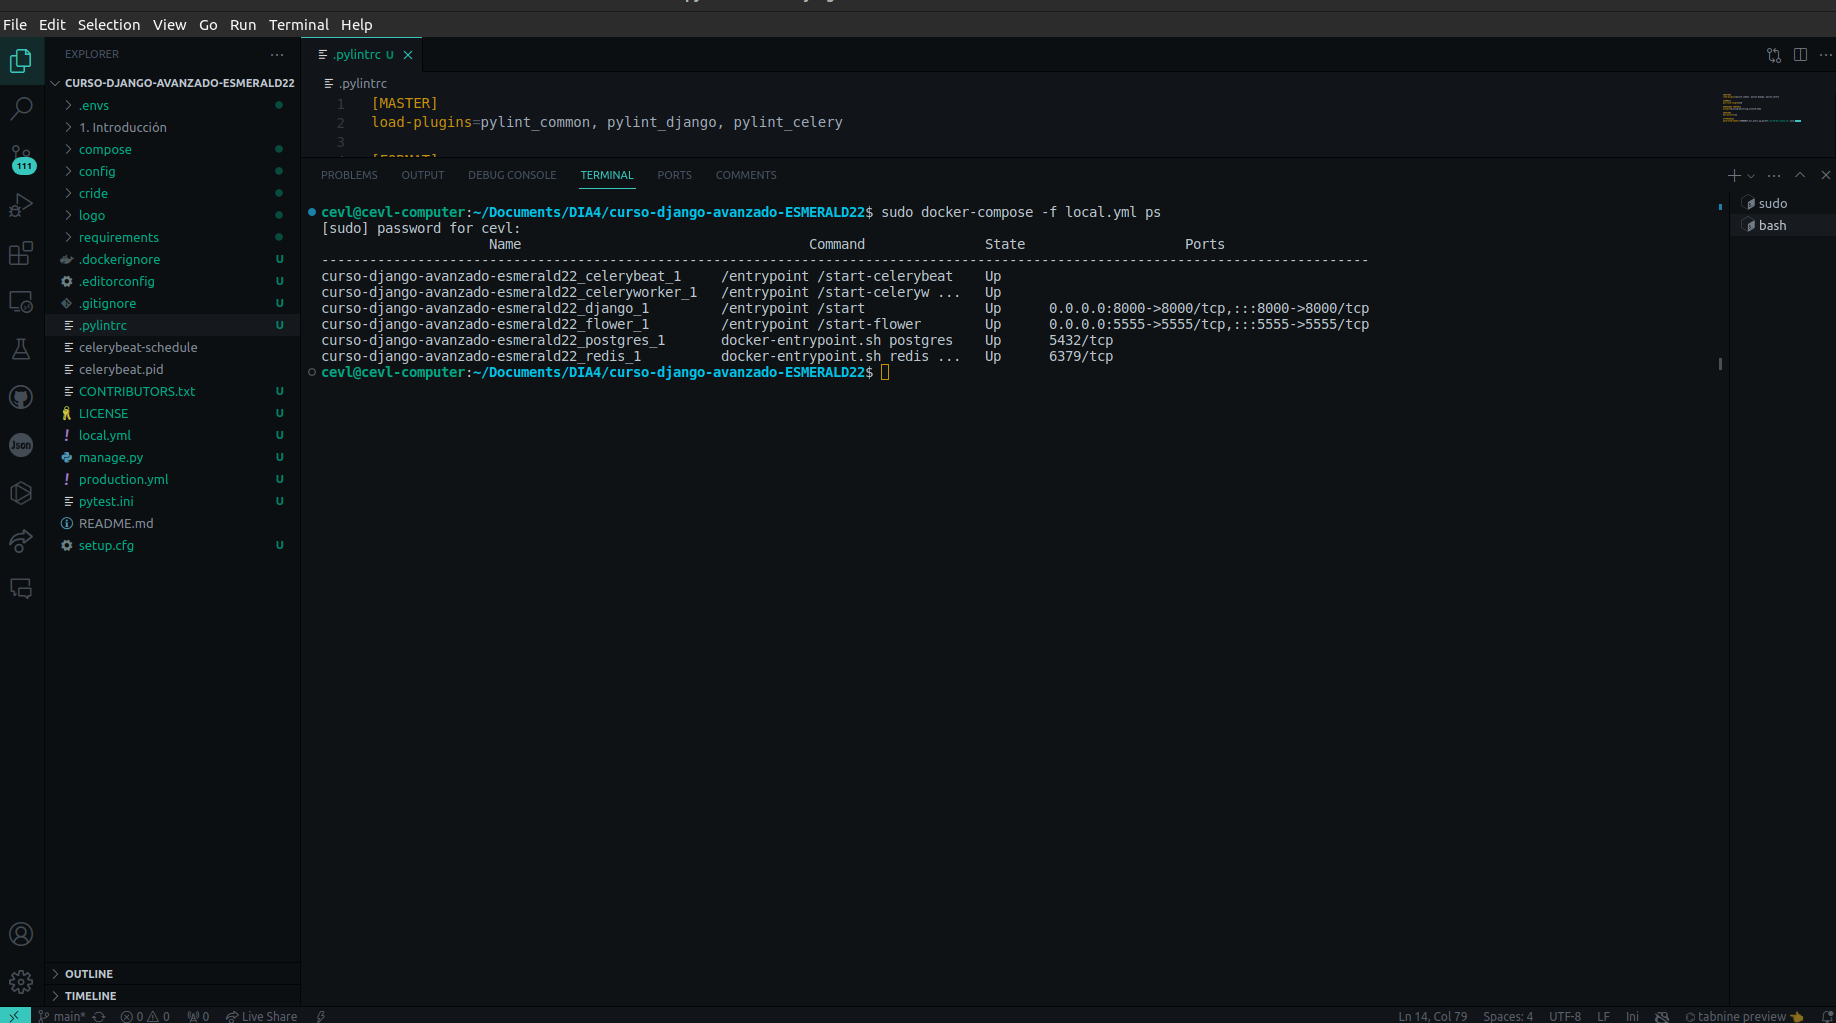 File Edit Selection View Go Run Terminal Help
EXPLORER ...
CURSO-DJANGO-AVANZADO-ESMERALD22
.envs
1. Introducción
compose
config
cride
logo
requirements
.dockerignore U
.editorconfig U
.gitignore U
.pylintrc U
celerybeat-schedule
celerybeat.pid
CONTRIBUTORS.txt U
LICENSE U
local.yml U
manage.py U
production.yml U
pytest.ini U
README.md
setup.cfg U
OUTLINE
TIMELINE
111
Json
.pylintrc U
.pylintrc
1 [MASTER]
2 load-plugins=pylint_common, pylint_django, pylint_celery
3
PROBLEMS OUTPUT DEBUG CONSOLE TERMINAL PORTS COMMENTS
cevl@cevl-computer:~/Documents/DIA4/curso-django-avanzado-ESMERALD22$ sudo docker-compose -f local.yml ps
[sudo] password for cevl:
Name Command State Ports
-----------------------------------------------------------------------------------------------------------------------------------
curso-django-avanzado-esmerald22_celerybeat_1 /entrypoint /start-celerybeat Up
curso-django-avanzado-esmerald22_celeryworker_1 /entrypoint /start-celeryw ... Up
curso-django-avanzado-esmerald22_django_1 /entrypoint /start Up 0.0.0.0:8000->8000/tcp,:::8000->8000/tcp
curso-django-avanzado-esmerald22_flower_1 /entrypoint /start-flower Up 0.0.0.0:5555->5555/tcp,:::5555->5555/tcp
curso-django-avanzado-esmerald22_postgres_1 docker-entrypoint.sh postgres Up 5432/tcp
curso-django-avanzado-esmerald22_redis_1 docker-entrypoint.sh redis ... Up 6379/tcp
cevl@cevl-computer:~/Documents/DIA4/curso-django-avanzado-ESMERALD22$
sudo
bash
main* 0 0 0 Live Share
Ln 14, Col 79 Spaces: 4 UTF-8 LF Ini tabnine preview